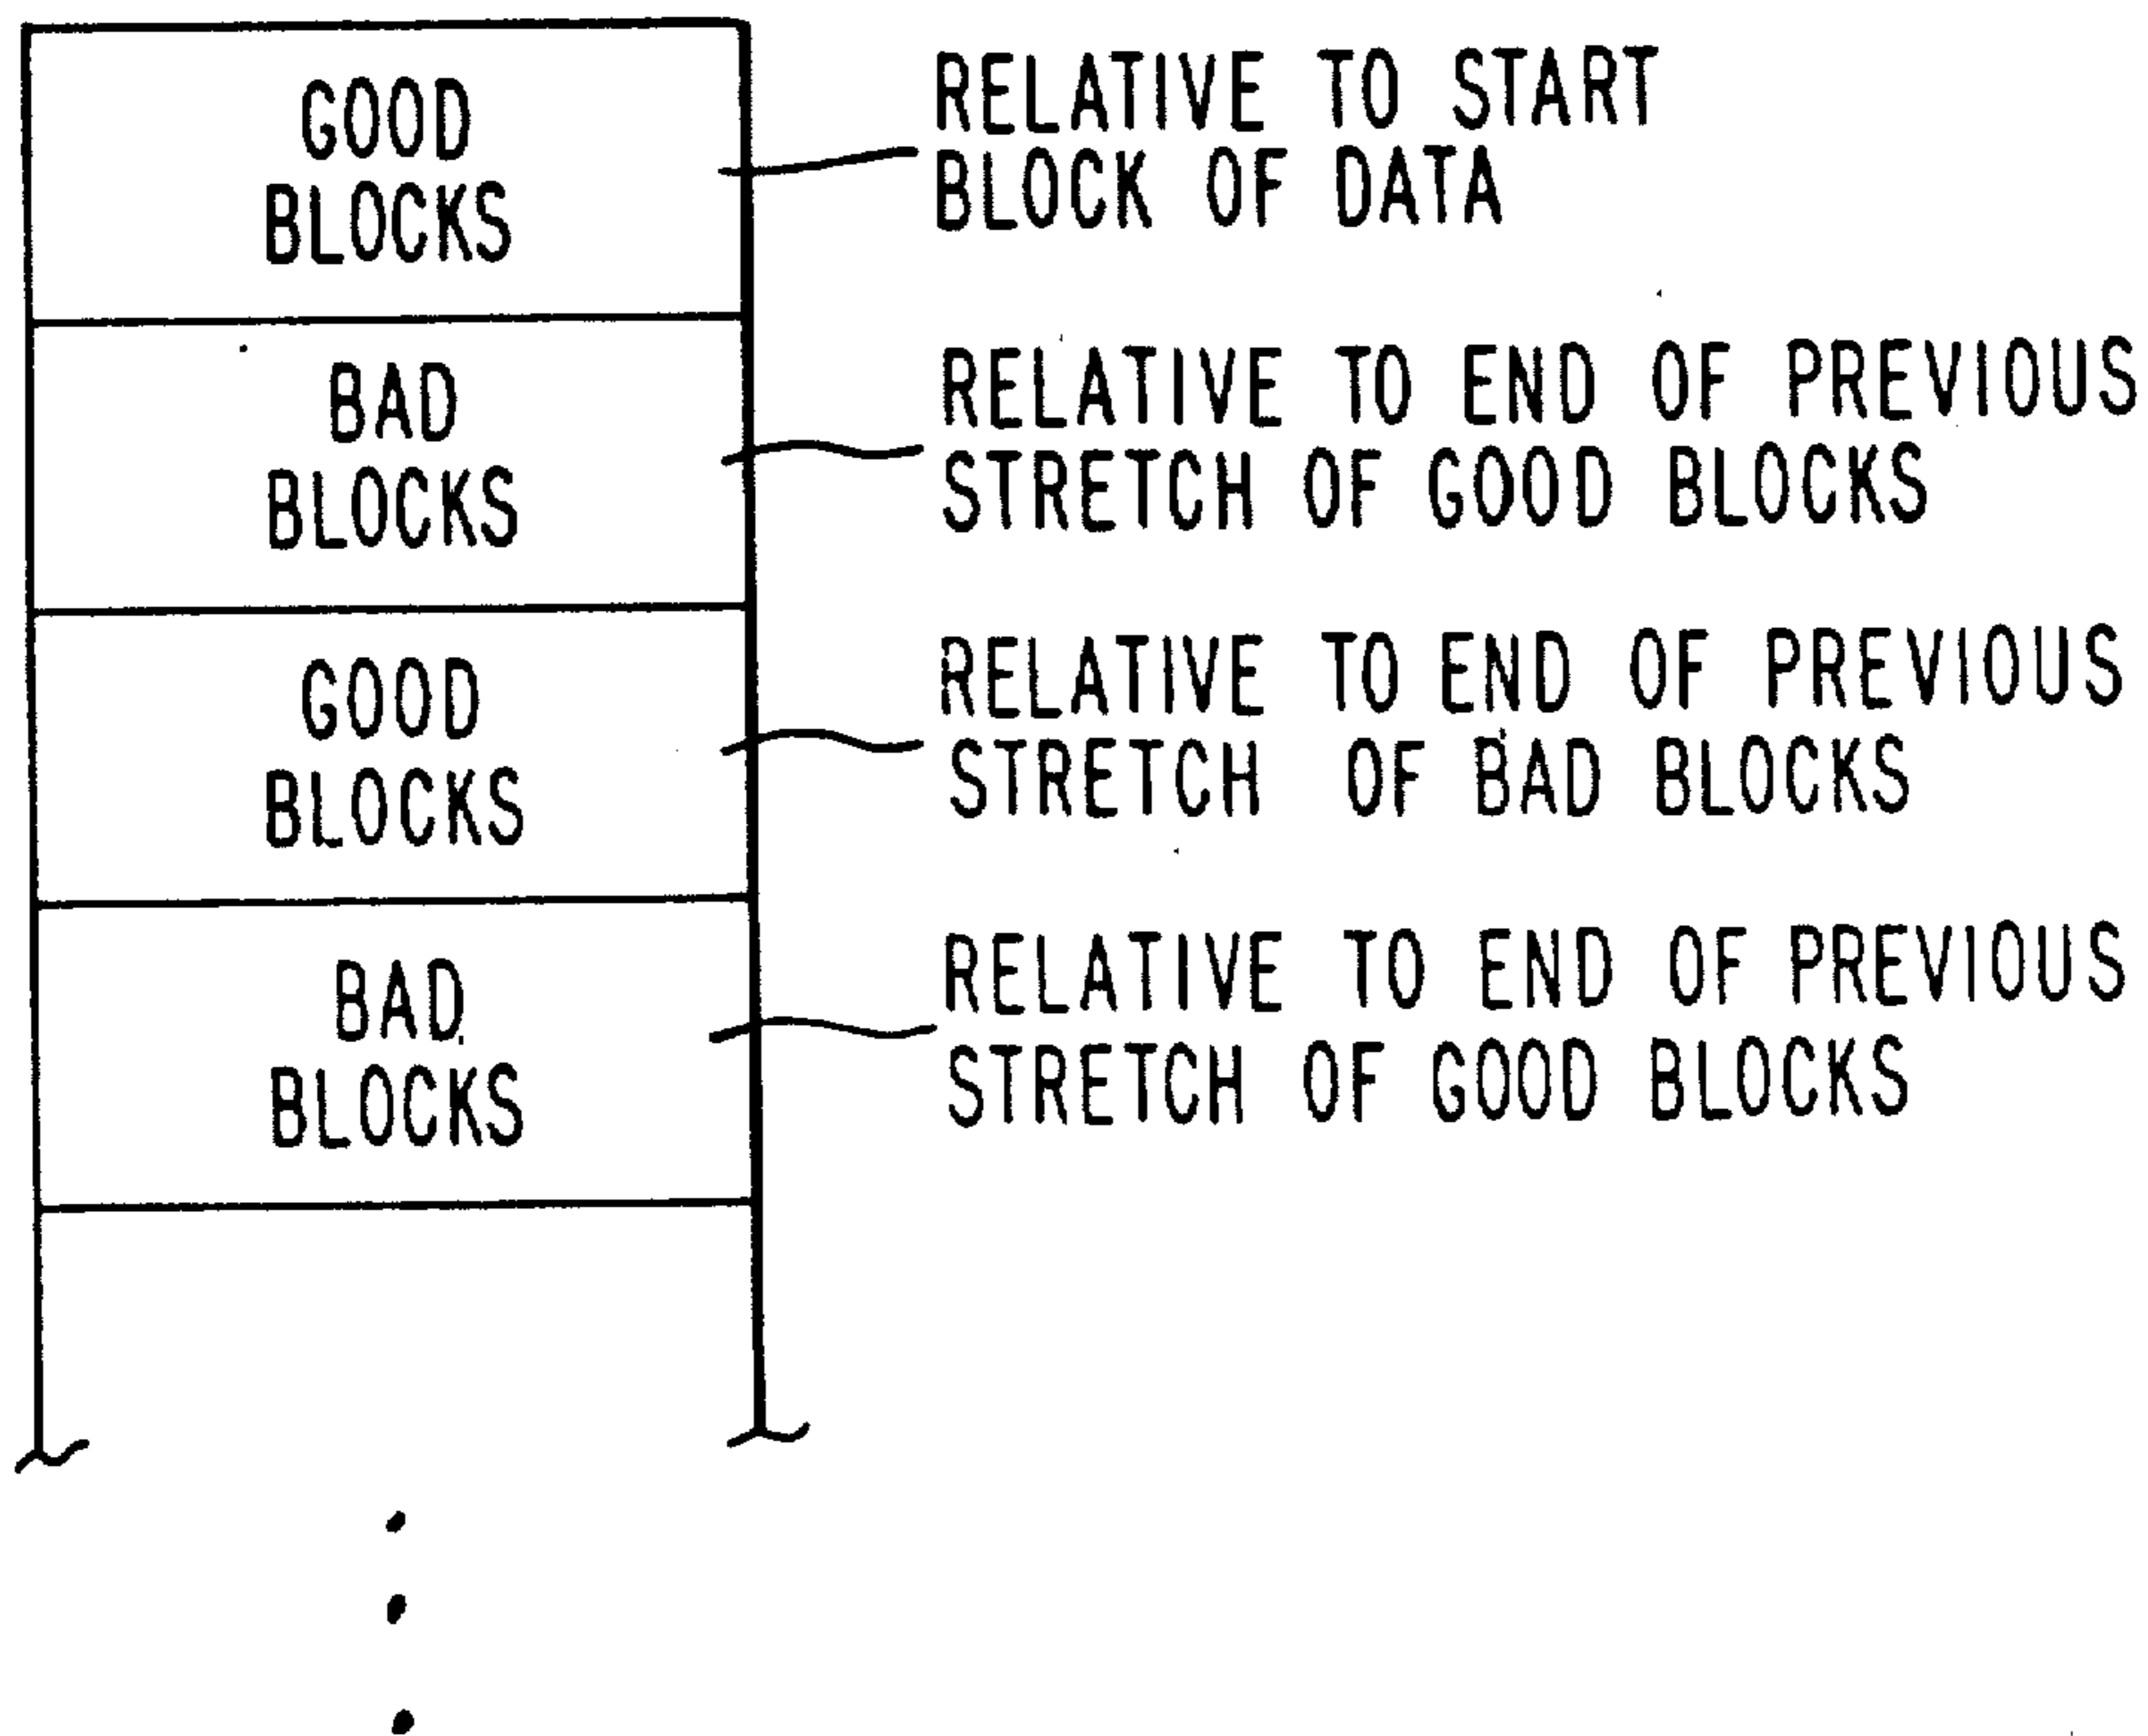 GOOD
BLOCKS
RELATIVE TO START
BLOCK OF DATA
BAD
BLOCKS
RELATIVE TO END OF PREVIOUS
STRETCH OF GOOD BLOCKS
GOOD
BLOCKS
RELATIVE TO END OF PREVIOUS
STRETCH OF BAD BLOCKS
BAD
BLOCKS
RELATIVE TO END OF PREVIOUS
STRETCH OF GOOD BLOCKS